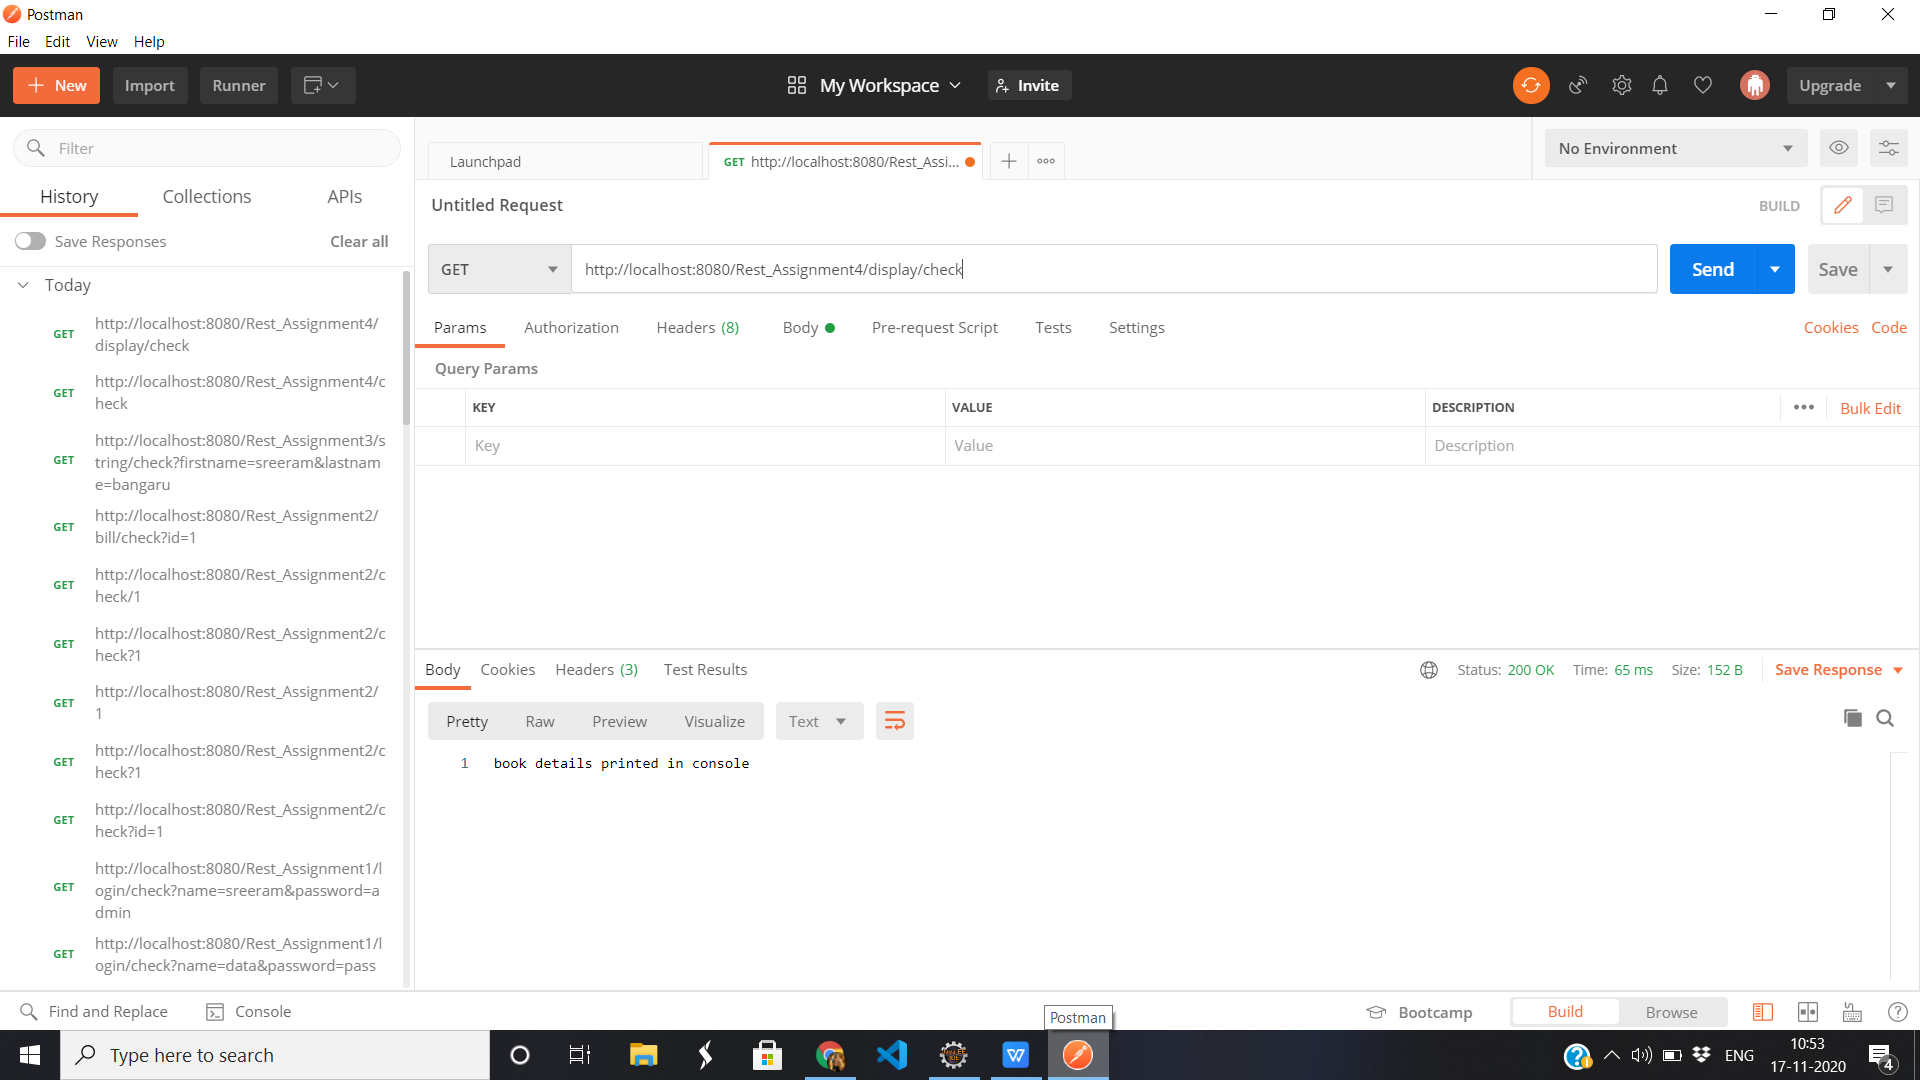 Postman
File Edit View Help
New Import Runner My Workspace Invite Upgrade
Filter
History Collections APIs
Save Responses Clear all
Today
GET http://localhost:8080/Rest_Assignment4/
display/check
GET http://localhost:8080/Rest_Assignment4/c
heck
GET http://localhost:8080/Rest_Assignment3/s
tring/check?firstname=sreeram&lastnam
e=bangaru
GET http://localhost:8080/Rest_Assignment2/
bill/check?id=1
GET http://localhost:8080/Rest_Assignment2/c
heck/1
GET http://localhost:8080/Rest_Assignment2/c
heck?1
GET http://localhost:8080/Rest_Assignment2/
1
GET http://localhost:8080/Rest_Assignment2/c
heck?1
GET http://localhost:8080/Rest_Assignment2/c
heck?id=1
GET http://localhost:8080/Rest_Assignment1/l
ogin/check?name=sreeram&password=a
dmin
GET http://localhost:8080/Rest_Assignment1/l
ogin/check?name=data&password=pass
Launchpad GET http://localhost:8080/Rest_Assi... No Environment
Untitled Request BUILD
GET http://localhost:8080/Rest_Assignment4/display/check Send Save
Params Authorization Headers (8) Body Pre-request Script Tests Settings Cookies Code
Query Params
KEY VALUE DESCRIPTION Bulk Edit
Key Value Description
Body Cookies Headers (3) Test Results Status: 200 OK Time: 65 ms Size: 152 B Save Response
Pretty Raw Preview Visualize Text
1 book details printed in console
Find and Replace Console Bootcamp Build Browse
Postman
Type here to search ENG 10:53
17-11-2020 4